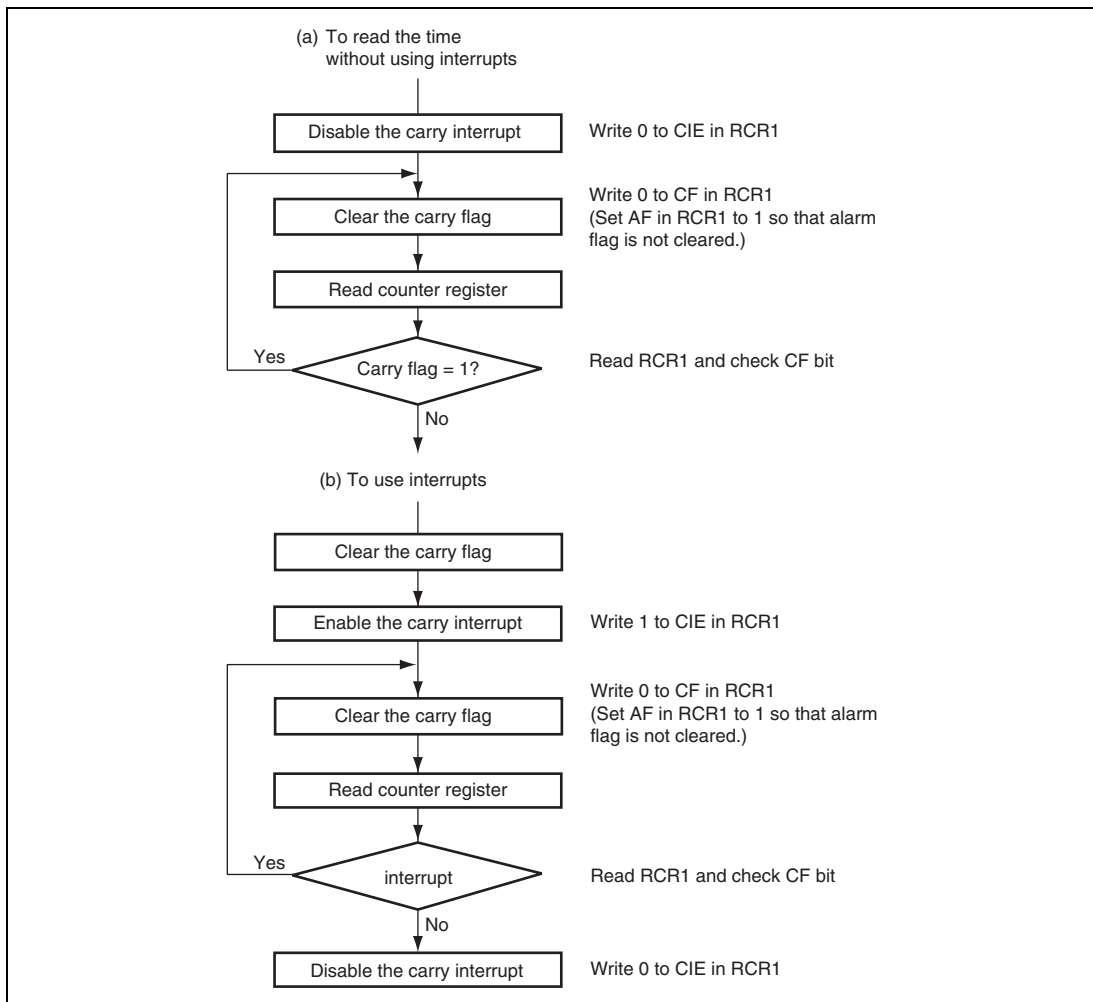 (a) To read the time
without using interrupts
Disable the carry interrupt
Write 0 to CIE in RCR1
Clear the carry flag
Write 0 to CF in RCR1
(Set AF in RCR1 to 1 so that alarm
flag is not cleared.)
Read counter register
Yes
Carry flag = 1?
Read RCR1 and check CF bit
No
(b) To use interrupts
Clear the carry flag
Enable the carry interrupt
Write 1 to CIE in RCR1
Clear the carry flag
Write 0 to CF in RCR1
(Set AF in RCR1 to 1 so that alarm
flag is not cleared.)
Read counter register
Yes
interrupt
Read RCR1 and check CF bit
No
Disable the carry interrupt
Write 0 to CIE in RCR1